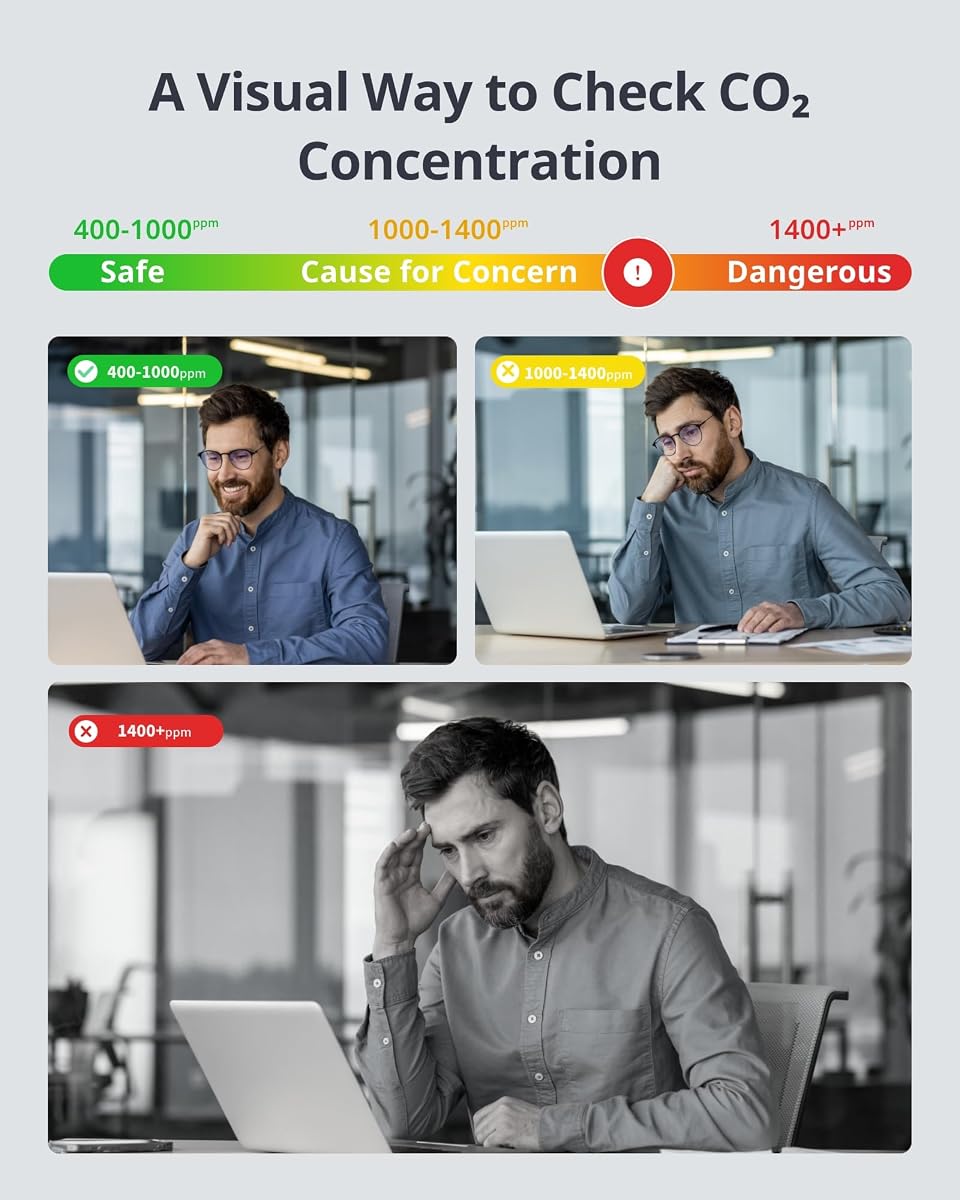 A Visual Way to Check CO₂
Concentration
400-1000ppm
1000-1400ppm
1400+ppm
Safe
Cause for Concern
!
Dangerous
400-1000ppm
1000-1400ppm
1400+ppm